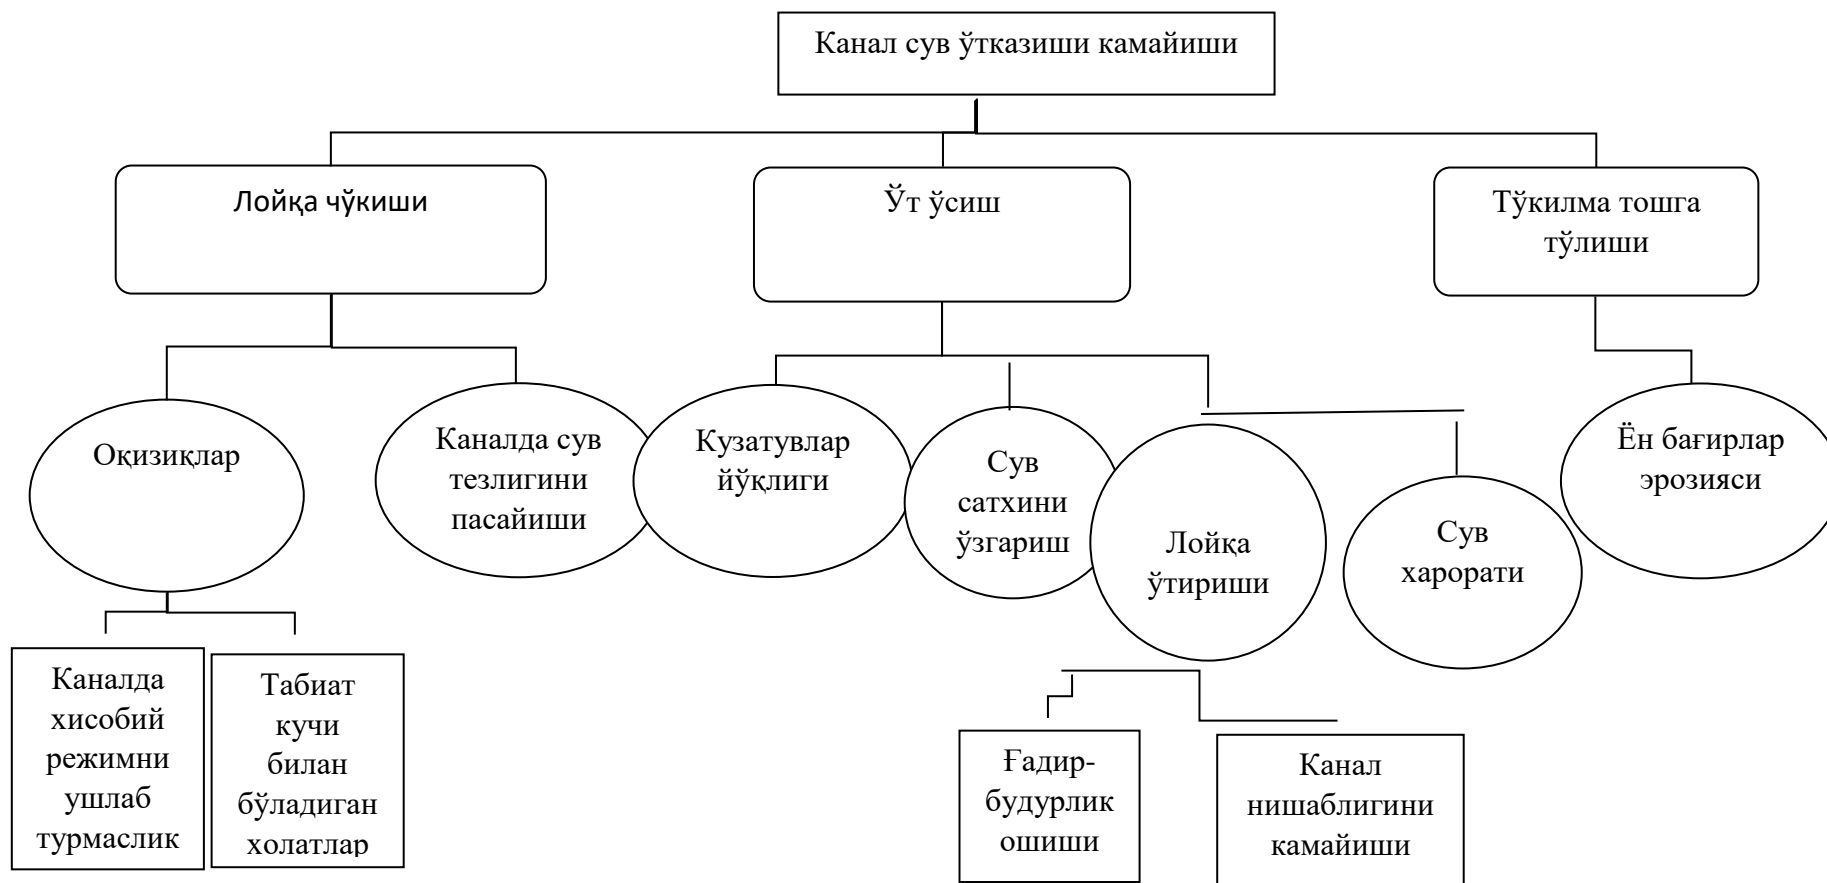 Канал сув ўтказиши камайиши
Лойқа чўкиши
Ўт ўсиш
Тўкилма тошга
тўлиши
Оқизиқлар
Каналда сув
тезлигини
пасайиши
Кузатувлар
йўқлиги
Сув
сатхини
ўзгариш
Лойқа
ўтириши
Сув
харорати
Ён бағирлар
эрозияси
Каналда
хисобий
режимни
ушлаб
турмаслик
Табиат
кучи
билан
бўладиган
холатлар
Ғадир-
будурлик
ошиши
Канал
нишаблигини
камайиши